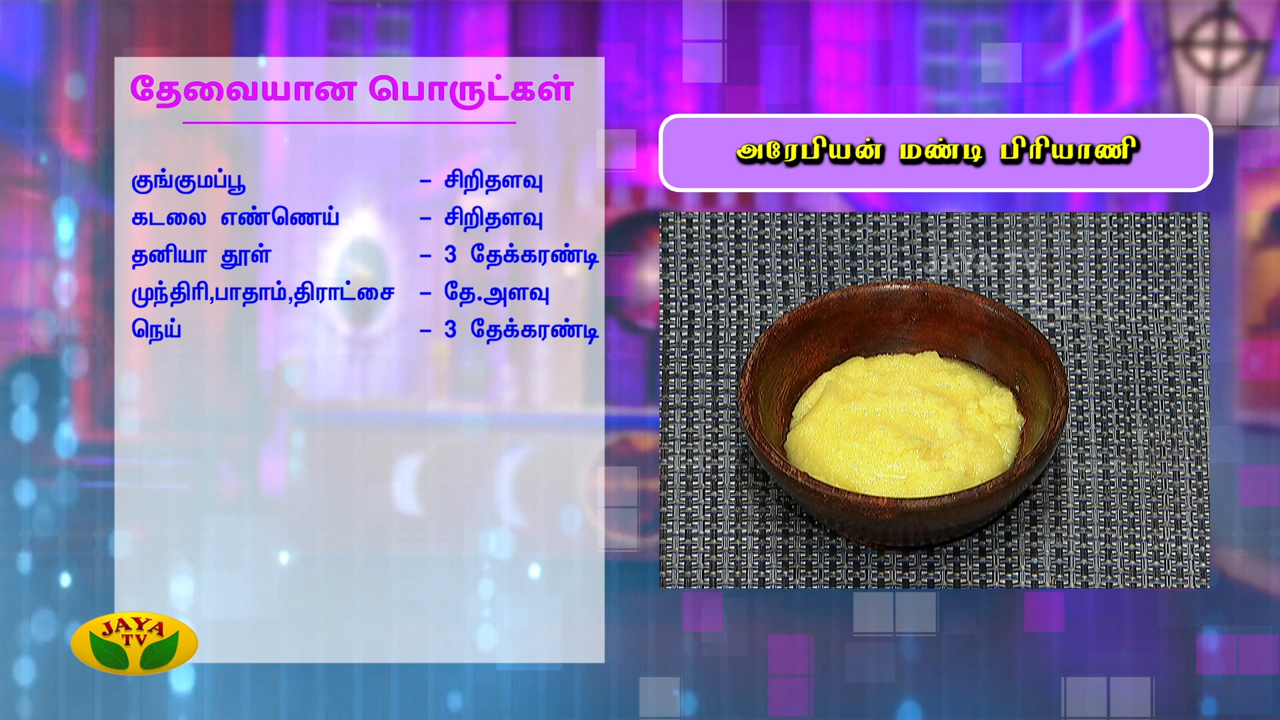 தேவையான பொருட்கள்
குங்குமப்பூ – சிறிதளவு
கடலை எண்ணெய் – சிறிதளவு
தனியா தூள் – 3 தேக்கரண்டி
முந்திரி,பாதாம்,திராட்சை – தே.அளவு
நெய் – 3 தேக்கரண்டி
அரேபியன் மண்டி பிரியாணி
JAYA TV
JAYA
TV